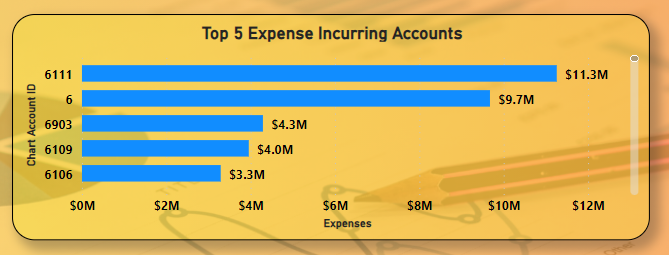 Top 5 Expense Incurring Accounts
Chart Account ID
6111 $11.3M
6 $9.7M
6903 $4.3M
6109 $4.0M
6106 $3.3M
$0M $2M $4M $6M $8M $10M $12M
Expenses